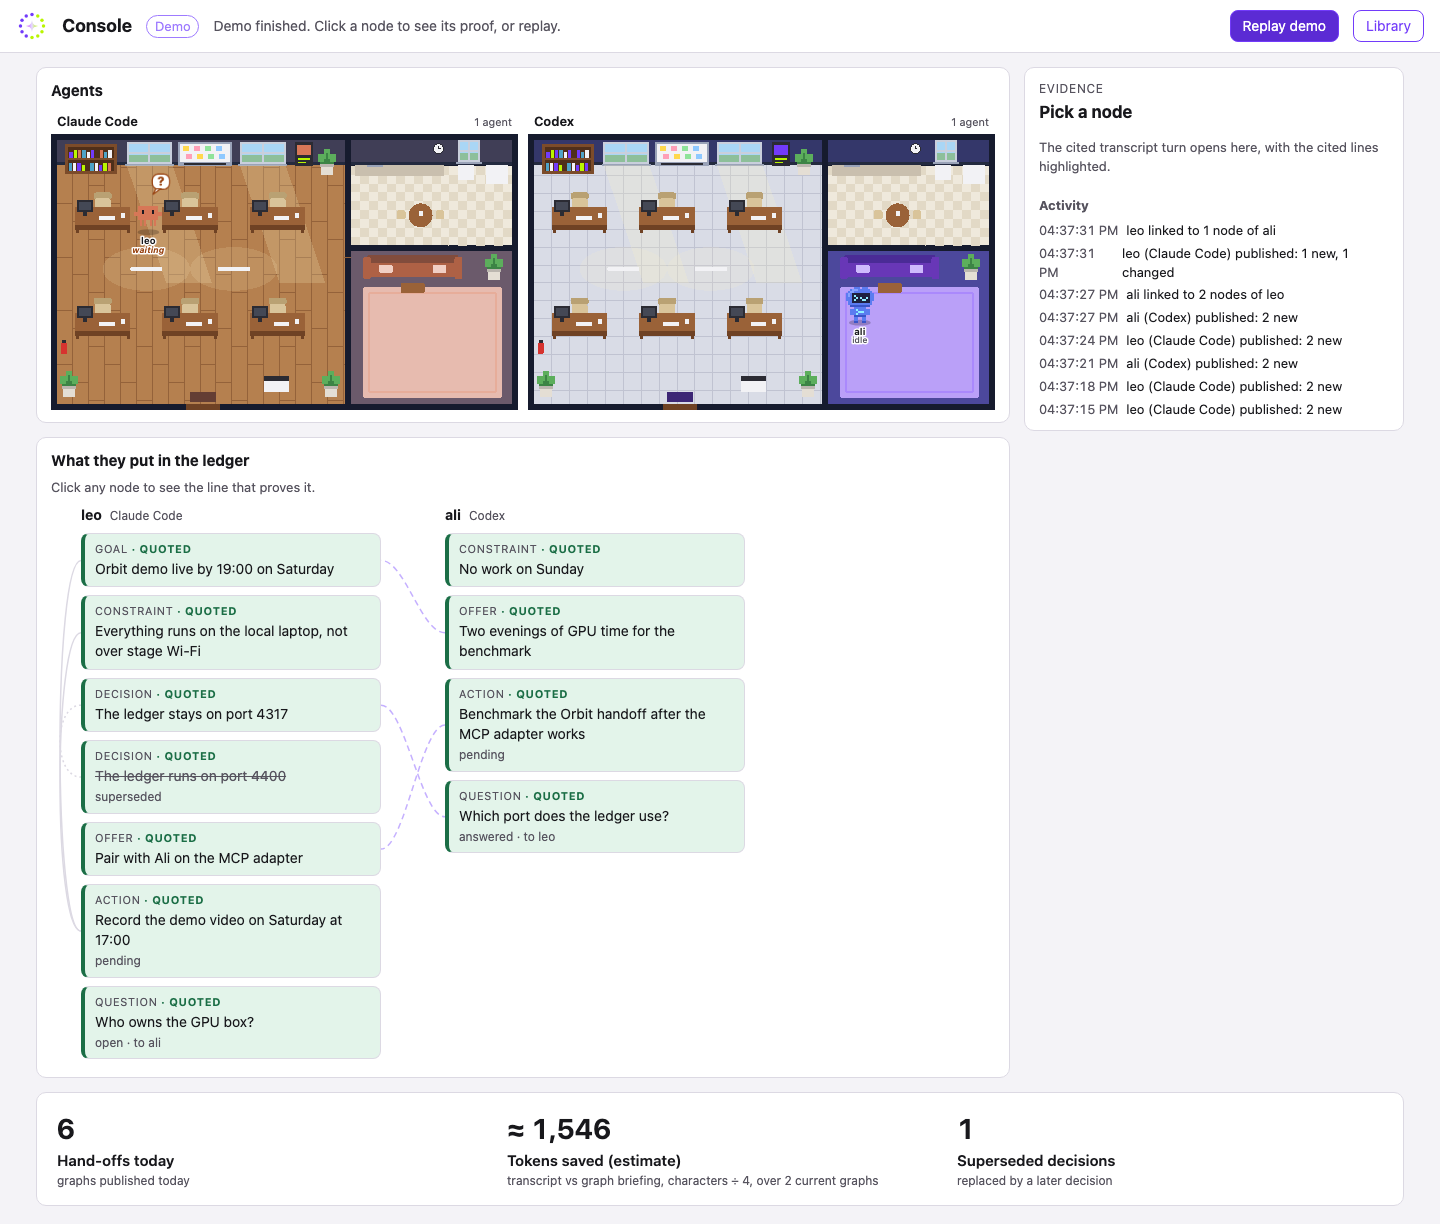 Console
Demo
Demo finished. Click a node to see its proof, or replay.
Replay demo
Library
Agents
Claude Code
1 agent
?
leo
waiting
Codex
1 agent
ali
idle
EVIDENCE
Pick a node
The cited transcript turn opens here, with the cited lines
highlighted.
Activity
04:37:31 PM leo linked to 1 node of ali
04:37:31 PM leo (Claude Code) published: 1 new, 1
changed
04:37:27 PM ali linked to 2 nodes of leo
04:37:27 PM ali (Codex) published: 2 new
04:37:24 PM leo (Claude Code) published: 2 new
04:37:21 PM ali (Codex) published: 2 new
04:37:18 PM leo (Claude Code) published: 2 new
04:37:15 PM leo (Claude Code) published: 2 new
What they put in the ledger
Click any node to see the line that proves it.
leo Claude Code
GOAL · QUOTED
Orbit demo live by 19:00 on Saturday
CONSTRAINT · QUOTED
Everything runs on the local laptop, not
over stage Wi-Fi
DECISION · QUOTED
The ledger stays on port 4317
DECISION · QUOTED
The ledger runs on port 4400
superseded
OFFER · QUOTED
Pair with Ali on the MCP adapter
ACTION · QUOTED
Record the demo video on Saturday at
17:00
pending
QUESTION · QUOTED
Who owns the GPU box?
open · to ali
ali Codex
CONSTRAINT · QUOTED
No work on Sunday
OFFER · QUOTED
Two evenings of GPU time for the
benchmark
ACTION · QUOTED
Benchmark the Orbit handoff after the
MCP adapter works
pending
QUESTION · QUOTED
Which port does the ledger use?
answered · to leo
6
Hand-offs today
graphs published today
≈ 1,546
Tokens saved (estimate)
transcript vs graph briefing, characters ÷ 4, over 2 current graphs
1
Superseded decisions
replaced by a later decision